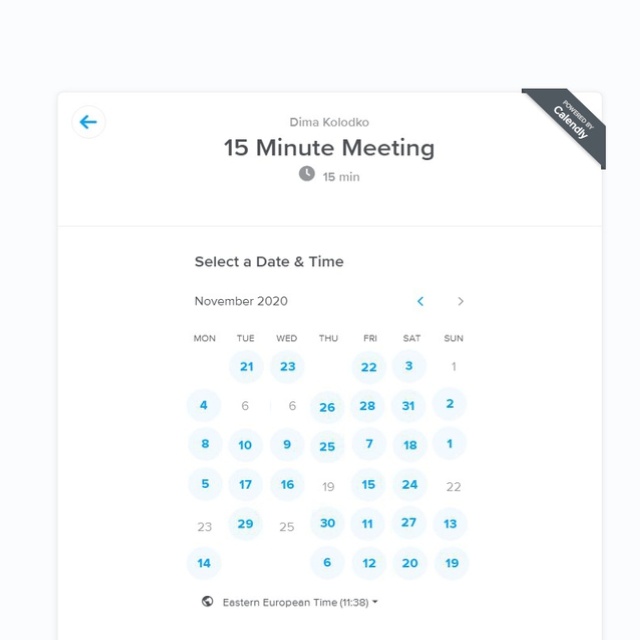 POWERED BY
Calendly
Dima Kolodko
15 Minute Meeting
15 min
Select a Date & Time
November 2020
MON TUE WED THU FRI SAT SUN
21 23 22 3 1
4 6 6 26 28 31 2
8 10 9 25 7 18 1
5 17 16 19 15 24 22
23 29 25 30 11 27 13
14 6 12 20 19
Eastern European Time (11:38)